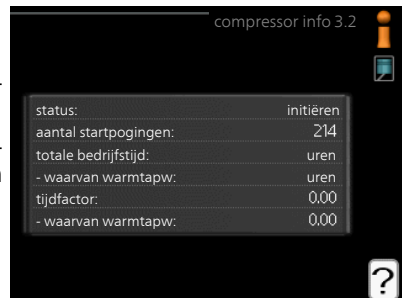 compressor info 3.2
status: initiëren
aantal startpogingen: 214
totale bedrijfstijd: uren
- waarvan warmtapw: uren
tijdfactor: 0.00
- waarvan warmtapw: 0.00
?